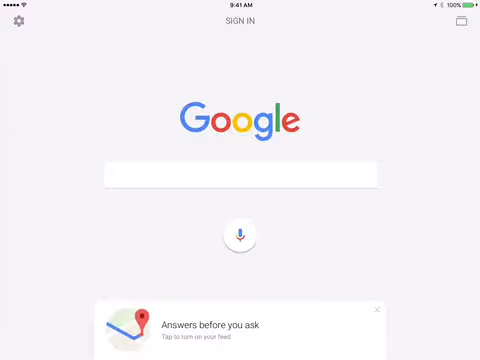 9:41 AM
100%
SIGN IN
Google
Answers before you ask
Tap to turn on your feed